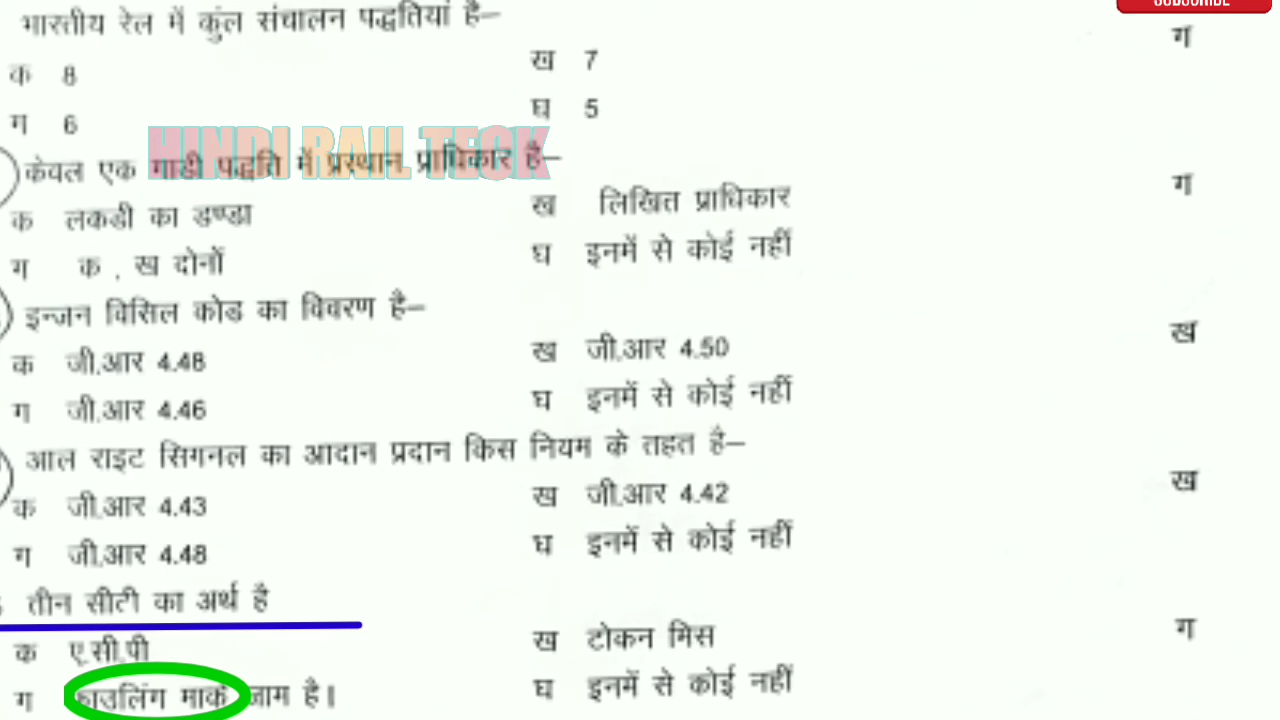 SUBSCRIBE
भारतीय रेल में कुल संचालन पद्धतियां है– ग
क 8 ख 7
ग 6 घ 5
HINDI RAIL TECK
केवल एक गाडी पद्धति में प्रस्थान प्राधिकार है– ग
क लकडी का डण्डा ख लिखित प्राधिकार
ग क , ख दोनों घ इनमें से कोई नहीं
इन्जन विसिल कोड का विवरण है– ख
क जी.आर 4.48 ख जी.आर 4.50
ग जी.आर 4.46 घ इनमें से कोई नहीं
आल राइट सिगनल का आदान प्रदान किस नियम के तहत है– ख
क जी.आर 4.43 ख जी.आर 4.42
ग जी.आर 4.48 घ इनमें से कोई नहीं
तीन सीटी का अर्थ है ग
क ए.सी.पी ख टोकन मिस
ग फाउलिंग मार्क जाम है। घ इनमें से कोई नहीं